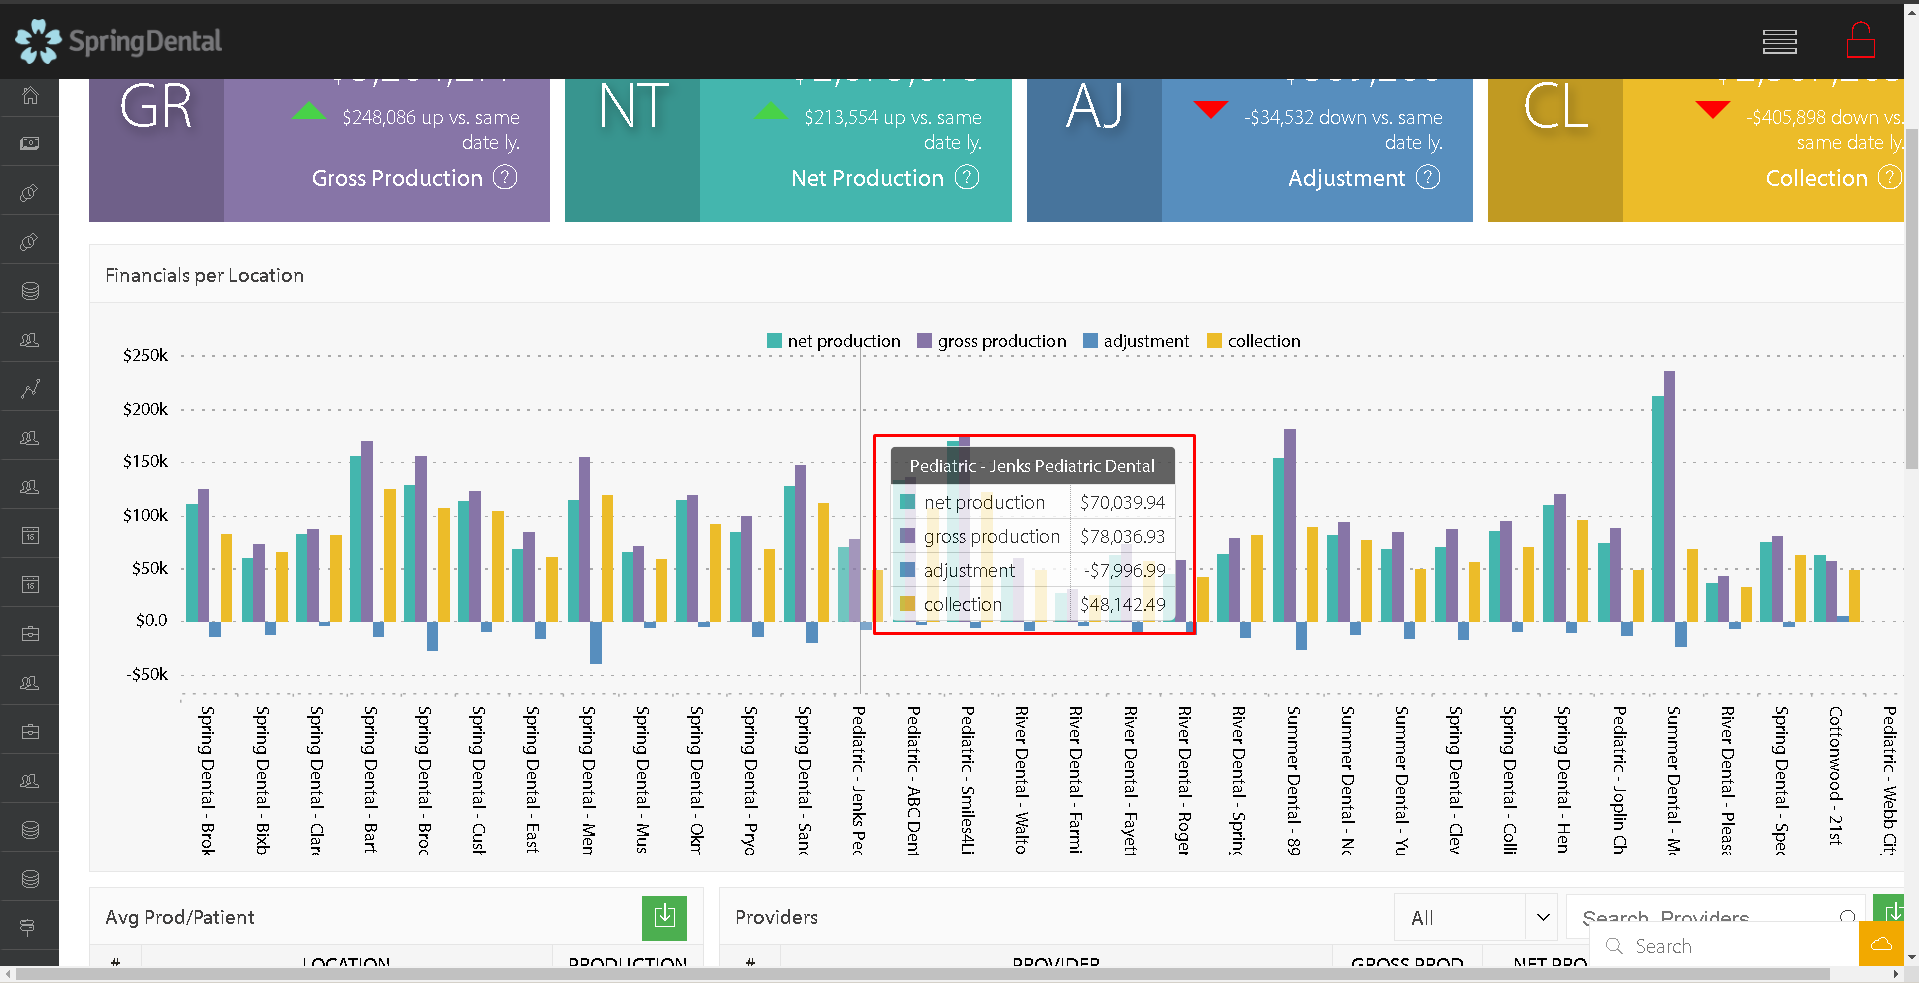 SpringDental
GR
$248,086 up vs. same
date ly.
Gross Production ?
NT
$213,554 up vs. same
date ly.
Net Production ?
AJ
-$34,532 down vs. same
date ly.
Adjustment ?
CL
-$405,898 down vs.
same date ly.
Collection ?
Financials per Location
net production gross production adjustment collection
$250k
$200k
$150k
$100k
$50k
$0.0
-$50k
Pediatric - Jenks Pediatric Dental
net production $70,039.94
gross production $78,036.93
adjustment -$7,996.99
collection $48,142.49
Spring Dental - Brok
Spring Dental - Bixb
Spring Dental - Clar
Spring Dental - Bart
Spring Dental - Broc
Spring Dental - Cush
Spring Dental - East
Spring Dental - Mem
Spring Dental - Mus
Spring Dental - Okm
Spring Dental - Pryo
Spring Dental - Sand
Pediatric - Jenks Pec
Pediatric - ABC Dent
Pediatric - Smiles4Li
River Dental - Walto
River Dental - Farmi
River Dental - Fayett
River Dental - Roger
River Dental - Spring
Summer Dental - 89
Summer Dental - No
Summer Dental - Yu
Spring Dental - Clev
Spring Dental - Colli
Spring Dental - Hen
Pediatric - Joplin Ch
Summer Dental - Mc
River Dental - Pleasa
Spring Dental - Spec
Cottonwood - 21st
Pediatric - Webb City
Avg Prod/Patient
# LOCATION PRODUCTION
Providers
All
Search Providers
# PROVIDER GROSS PROD NET PRO
Search